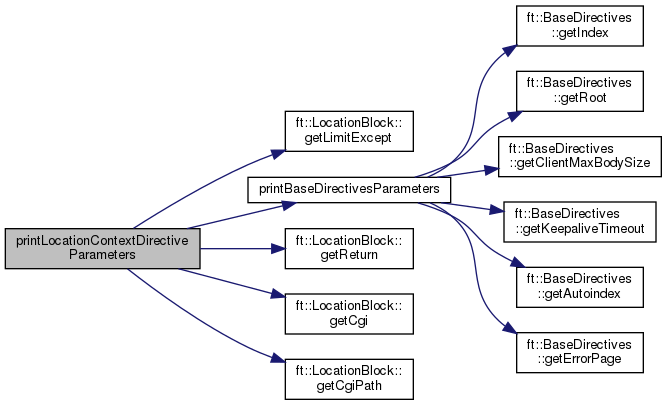 printLocationContextDirective
Parameters
ft::LocationBlock::
getLimitExcept
printBaseDirectivesParameters
ft::LocationBlock::
getReturn
ft::LocationBlock::
getCgi
ft::LocationBlock::
getCgiPath
ft::BaseDirectives
::getIndex
ft::BaseDirectives
::getRoot
ft::BaseDirectives
::getClientMaxBodySize
ft::BaseDirectives
::getKeepaliveTimeout
ft::BaseDirectives
::getAutoindex
ft::BaseDirectives
::getErrorPage